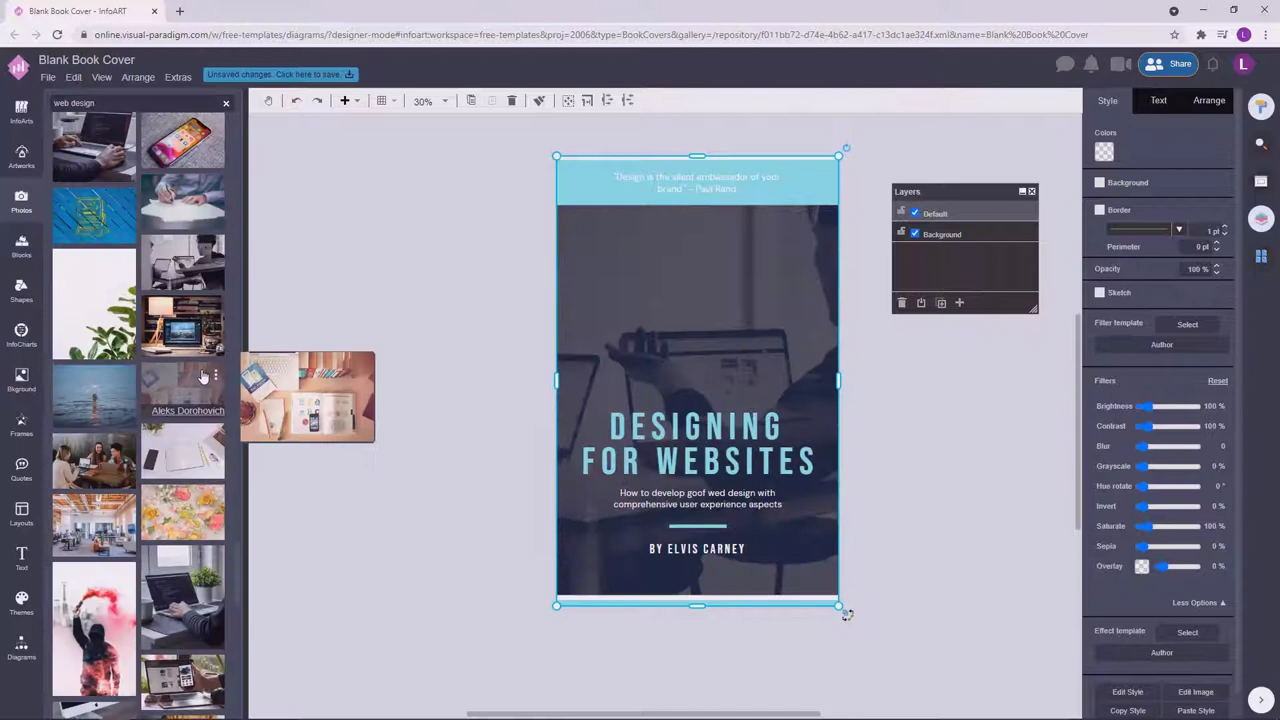 Blank Book Cover - InfoART
online.visual-paradigm.com/w/free-templates/diagrams/?designer-mode#infoart:workspace=free-templates&proj=2006&type=BookCovers&gallery=/repository/f011bb72-d74e-4b62-a417-c13dc1ae324f.xml&name=Blank%20Book%20Cover
L
Blank Book Cover
File Edit View Arrange Extras
Unsaved changes. Click here to save.
Share
L
InfoArts
Artworks
Photos
Blocks
Shapes
InfoCharts
Bkground
Frames
Quotes
Layouts
Text
Themes
Diagrams
web design
Aleks Dorohovich
30%
"Design is the silent embassador of your
brand" – Paul Rand
DESIGNING
FOR WEBSITES
How to develop goof wed design with
comprehensive user experience aspects
BY ELVIS CARNEY
Layers
Default
Background
Style Text Arrange
Colors
Background
Border
1 pt
Perimeter 0 pt
Opacity 100 %
Sketch
Filter template Select
Author
Filters Reset
Brightness 100 %
Contrast 100 %
Blur 0
Grayscale 0 %
Hue rotate 0 °
Invert 0 %
Saturate 100 %
Sepia 0 %
Overlay 0 %
Less Options
Effect template Select
Author
Edit Style Edit Image
Copy Style Paste Style